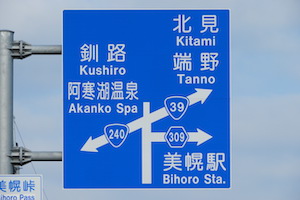 北見
Kitami
釧路
Kushiro
端野
Tanno
阿寒湖温泉
Akanko Spa
39
240
309
美幌駅
Bihoro Sta.
美幌峠
Bihoro Pass